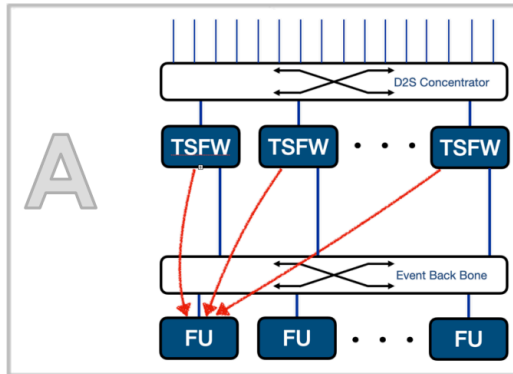 D2S Concentrator
A
TSFW TSFW • • • TSFW
Event Back Bone
FU FU • • • FU